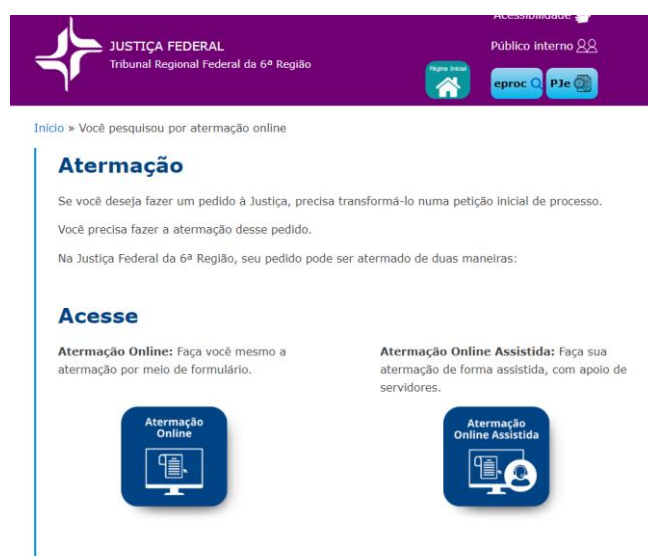 Acessibilidade
JUSTIÇA FEDERAL
Tribunal Regional Federal da 6ª Região
Público interno
Página Inicial
eproc
PJe
Início » Você pesquisou por atermação online
Atermação
Se você deseja fazer um pedido à Justiça, precisa transformá-lo numa petição inicial de processo.
Você precisa fazer a atermação desse pedido.
Na Justiça Federal da 6ª Região, seu pedido pode ser atermado de duas maneiras:
Acesse
Atermação Online: Faça você mesmo a
atermação por meio de formulário.
Atermação
Online
Atermação Online Assistida: Faça sua
atermação de forma assistida, com apoio de
servidores.
Atermação
Online Assistida